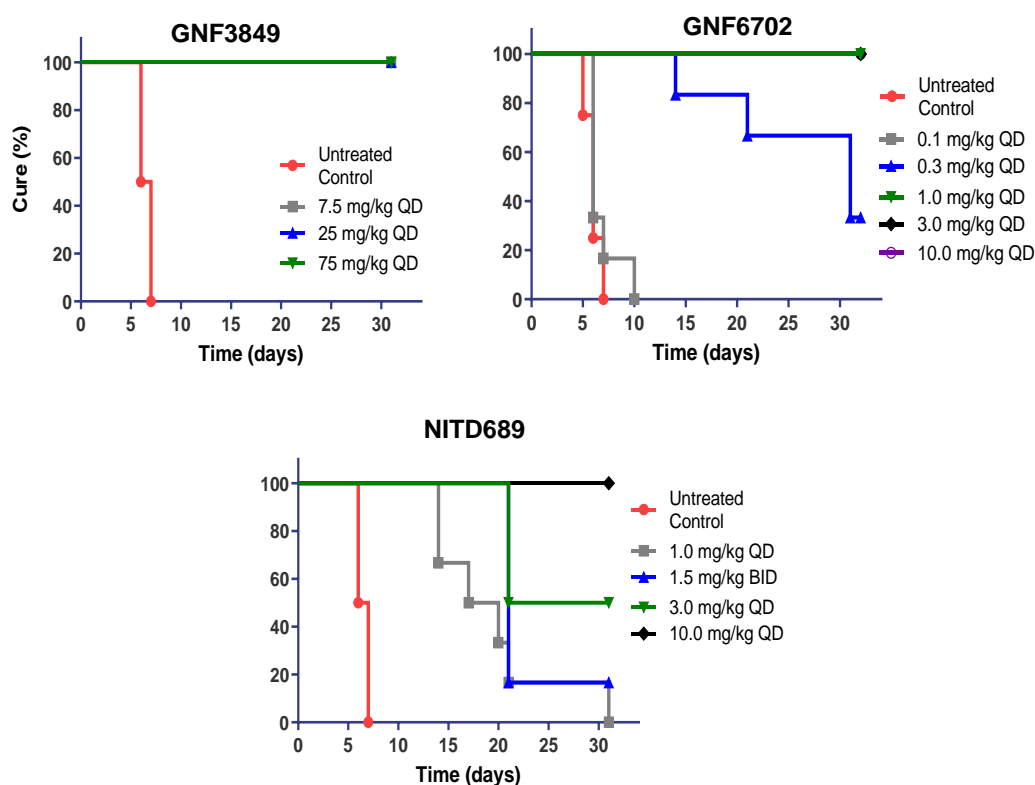 GNF3849
Cure (%)
100
80
60
40
20
0
0 5 10 15 20 25 30
Time (days)
Untreated
Control
7.5 mg/kg QD
25 mg/kg QD
75 mg/kg QD
GNF6702
100
80
60
40
20
0
0 5 10 15 20 25 30
Time (days)
Untreated
Control
0.1 mg/kg QD
0.3 mg/kg QD
1.0 mg/kg QD
3.0 mg/kg QD
10.0 mg/kg QD
NITD689
100
80
60
40
20
0
0 5 10 15 20 25 30
Time (days)
Untreated
Control
1.0 mg/kg QD
1.5 mg/kg BID
3.0 mg/kg QD
10.0 mg/kg QD